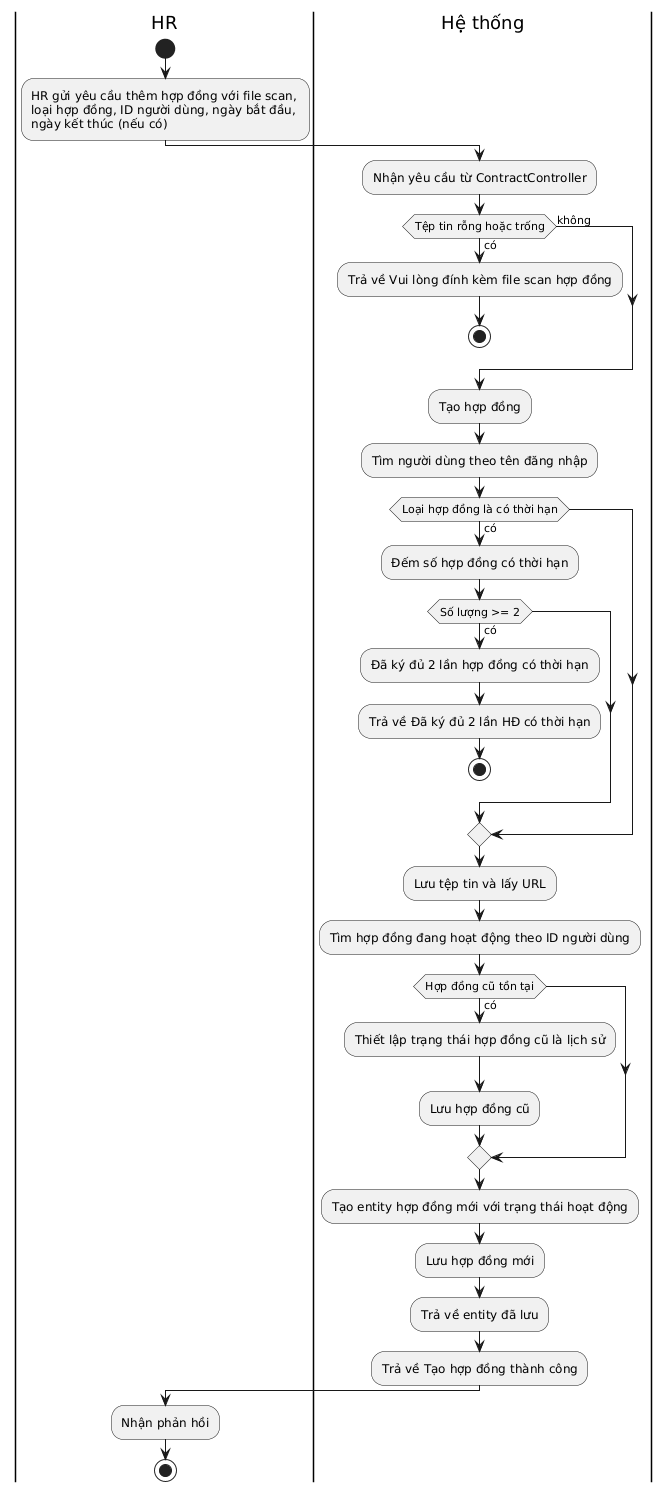 HR
Hệ thống
HR gửi yêu cầu thêm hợp đồng với file scan,
loại hợp đồng, ID người dùng, ngày bắt đầu,
ngày kết thúc (nếu có)
Nhận yêu cầu từ ContractController
Tệp tin rỗng hoặc trống
không
có
Trả về Vui lòng đính kèm file scan hợp đồng
Tạo hợp đồng
Tìm người dùng theo tên đăng nhập
Loại hợp đồng là có thời hạn
có
Đếm số hợp đồng có thời hạn
Số lượng >= 2
có
Đã ký đủ 2 lần hợp đồng có thời hạn
Trả về Đã ký đủ 2 lần HĐ có thời hạn
Lưu tệp tin và lấy URL
Tìm hợp đồng đang hoạt động theo ID người dùng
Hợp đồng cũ tồn tại
có
Thiết lập trạng thái hợp đồng cũ là lịch sử
Lưu hợp đồng cũ
Tạo entity hợp đồng mới với trạng thái hoạt động
Lưu hợp đồng mới
Trả về entity đã lưu
Trả về Tạo hợp đồng thành công
Nhận phản hồi